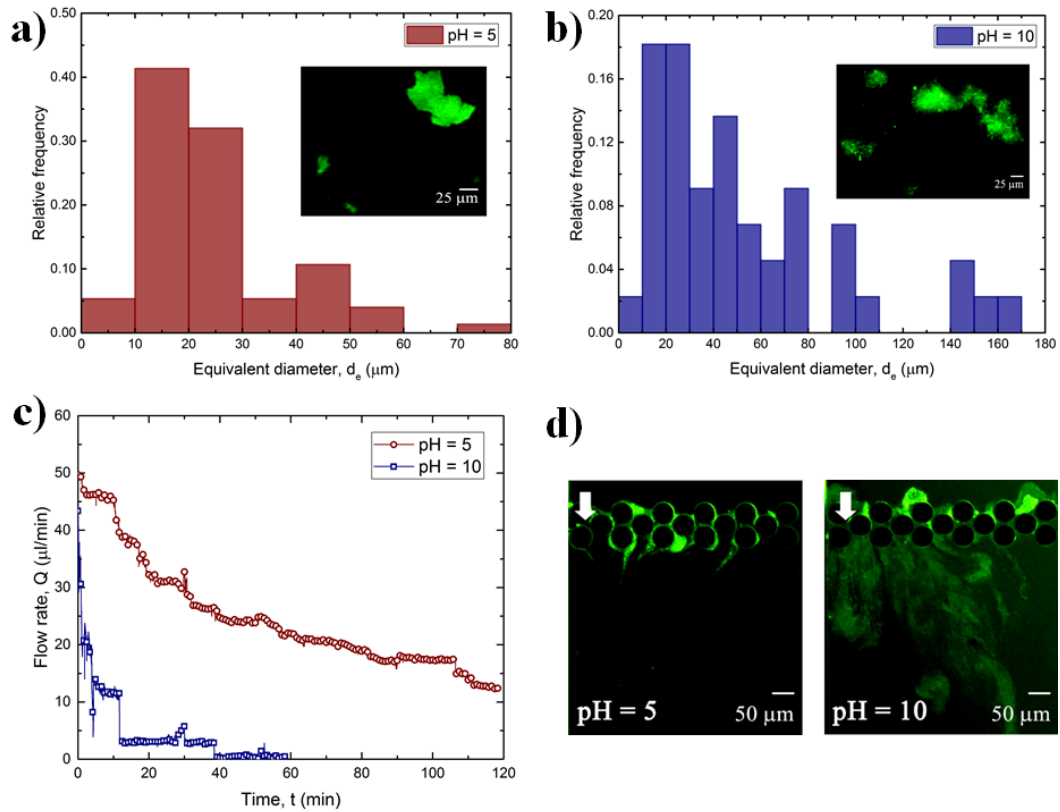 a)
0.50
0.40
0.30
0.20
0.10
0.00
Relative frequency
pH = 5
25 μm
0 10 20 30 40 50 60 70 80
Equivalent diameter, d_e (μm)
b)
0.20
0.16
0.12
0.08
0.04
0.00
Relative frequency
pH = 10
25 μm
0 20 40 60 80 100 120 140 160 180
Equivalent diameter, d_e (μm)
c)
60
50
40
30
20
10
0
Flow rate, Q (μl/min)
pH = 5
pH = 10
0 20 40 60 80 100 120
Time, t (min)
d)
pH = 5
50 μm
pH = 10
50 μm